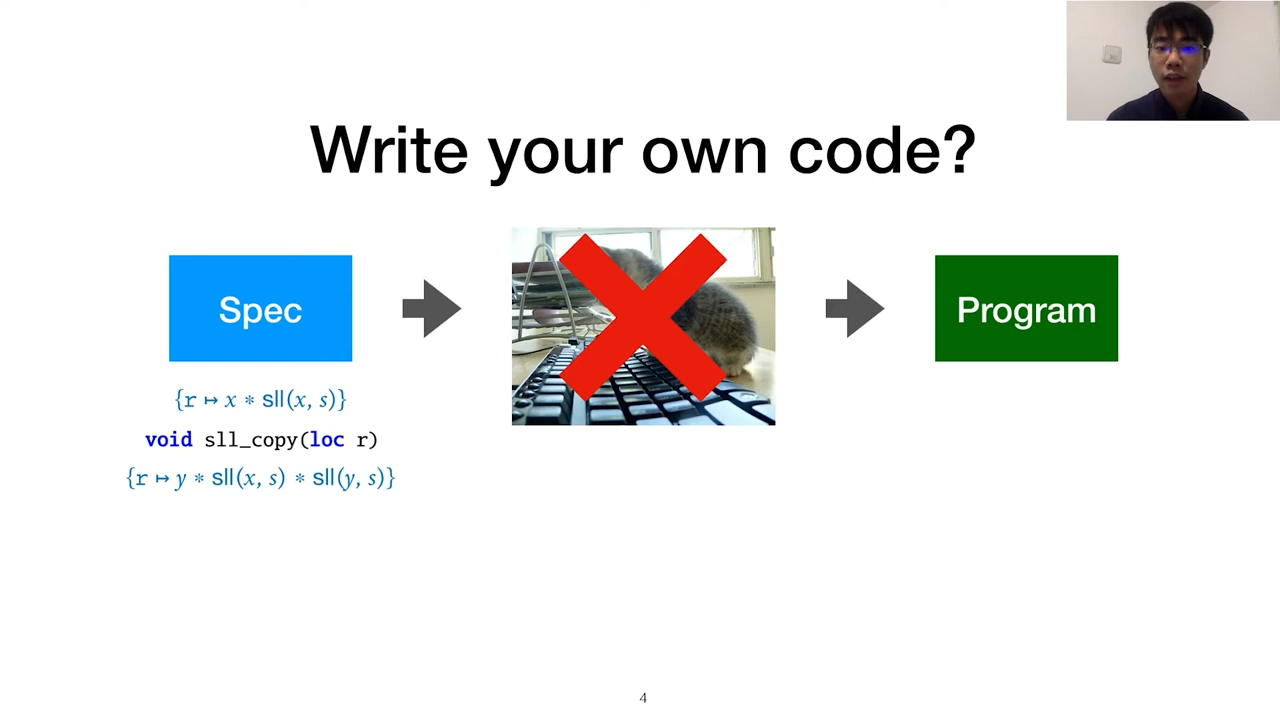 Write your own code?
Spec
Program
{r ↦ x ∗ sll(x, s)}
void sll_copy(loc r)
{r ↦ y ∗ sll(x, s) ∗ sll(y, s)}
4